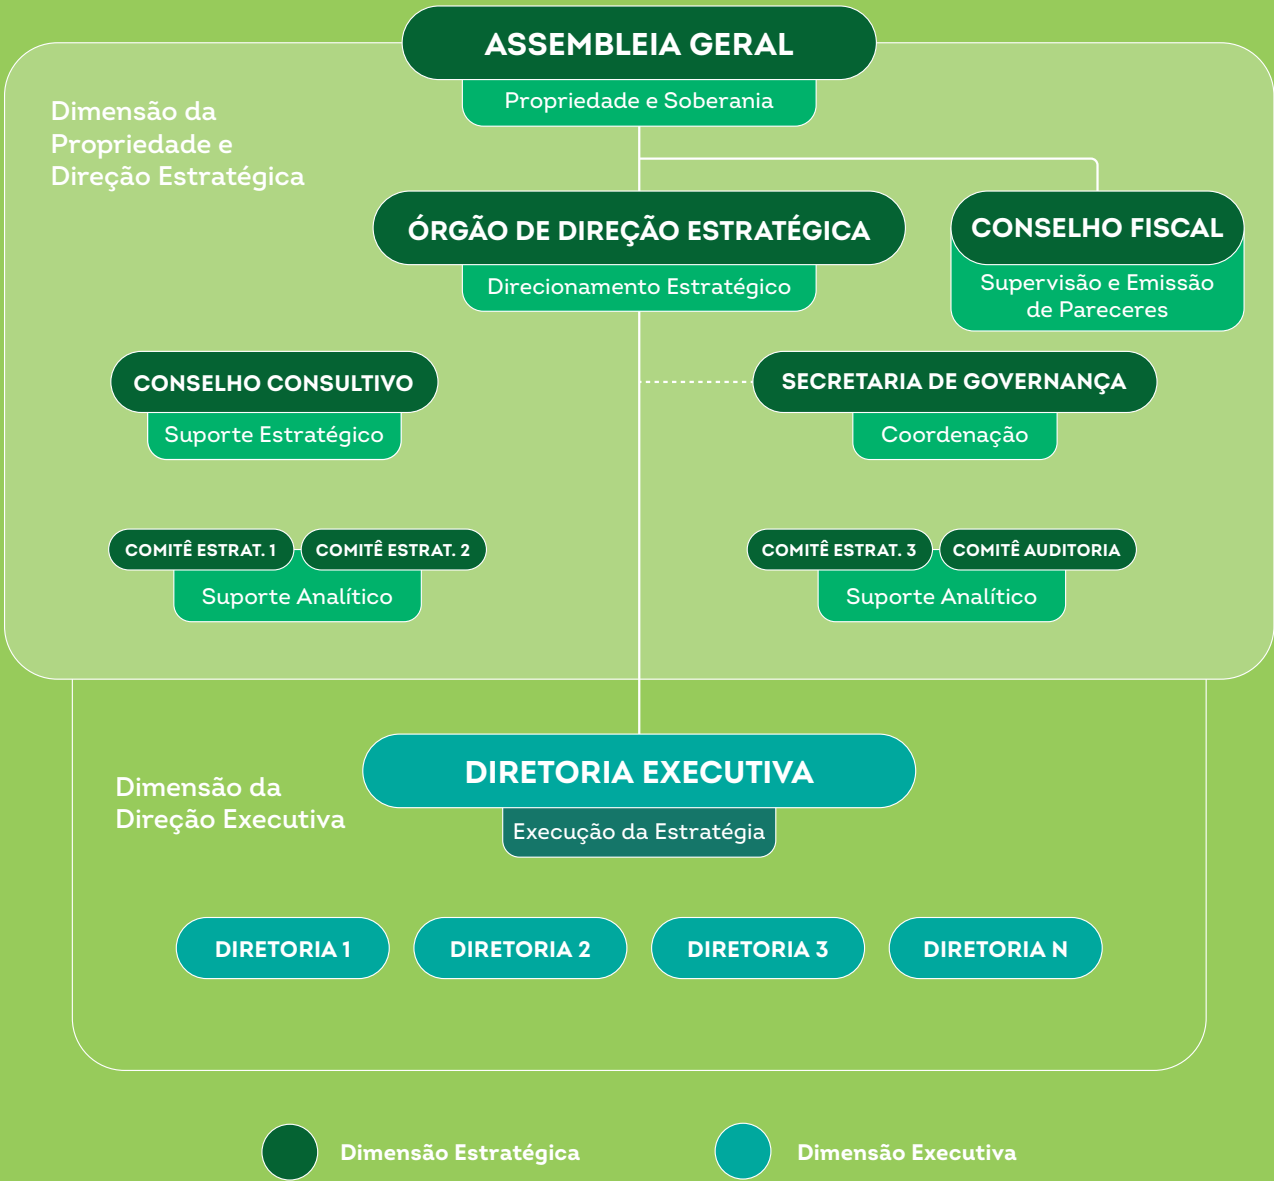 ASSEMBLEIA GERAL
Propriedade e Soberania
Dimensão da
Propriedade e
Direção Estratégica
ÓRGÃO DE DIREÇÃO ESTRATÉGICA
Direcionamento Estratégico
CONSELHO FISCAL
Supervisão e Emissão
de Pareceres
CONSELHO CONSULTIVO
Suporte Estratégico
SECRETARIA DE GOVERNANÇA
Coordenação
COMITÊ ESTRAT. 1
COMITÊ ESTRAT. 2
Suporte Analítico
COMITÊ ESTRAT. 3
COMITÊ AUDITORIA
Suporte Analítico
DIRETORIA EXECUTIVA
Execução da Estratégia
Dimensão da
Direção Executiva
DIRETORIA 1
DIRETORIA 2
DIRETORIA 3
DIRETORIA N
Dimensão Estratégica
Dimensão Executiva